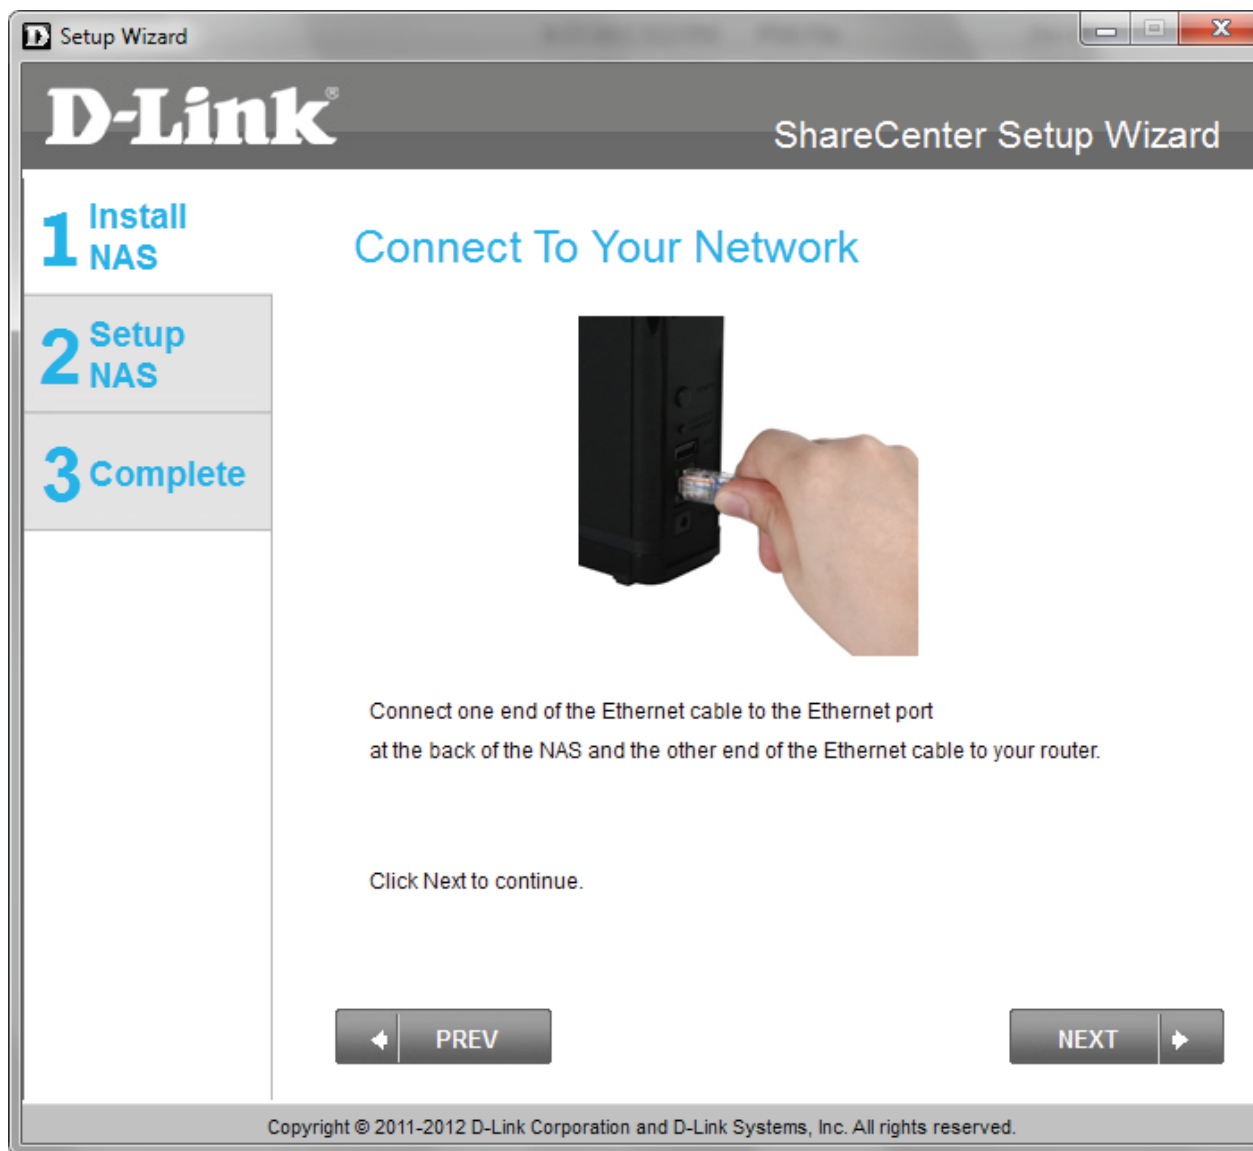 Setup Wizard
D-Link®
ShareCenter Setup Wizard
1 Install
NAS
2 Setup
NAS
3 Complete
Connect To Your Network
Connect one end of the Ethernet cable to the Ethernet port
at the back of the NAS and the other end of the Ethernet cable to your router.
Click Next to continue.
PREV
NEXT
Copyright © 2011-2012 D-Link Corporation and D-Link Systems, Inc. All rights reserved.